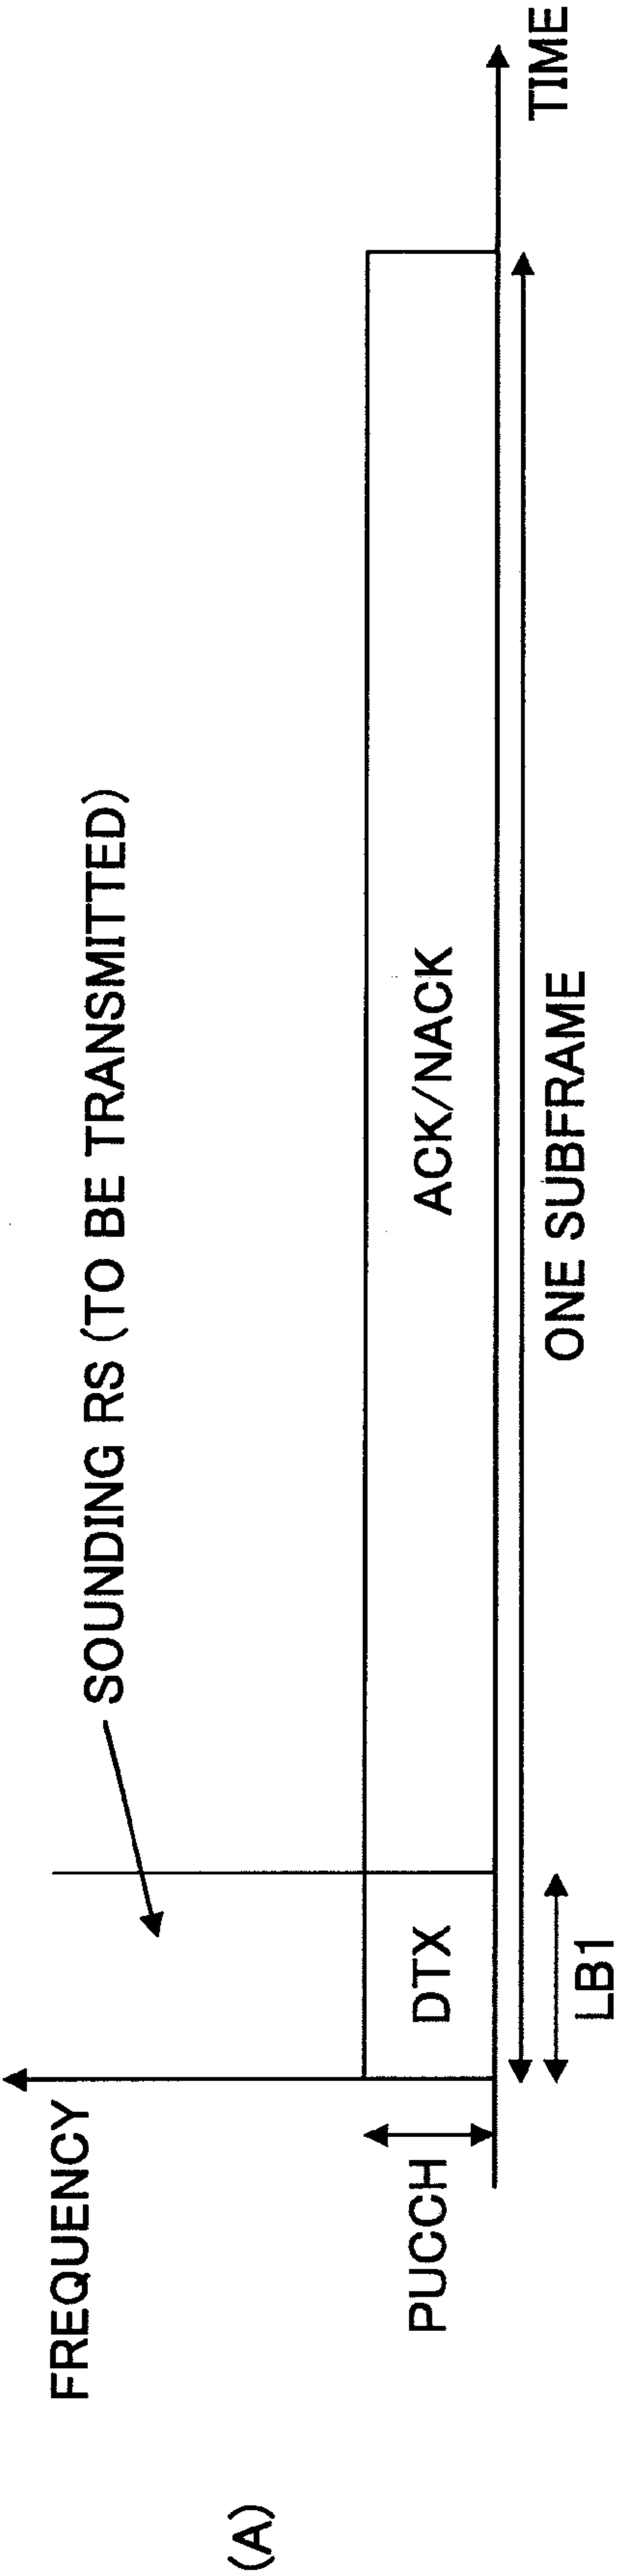 (A)
FREQUENCY
SOUNDING RS (TO BE TRANSMITTED)
PUCCH
DTX
ACK/NACK
TIME
LB1
ONE SUBFRAME